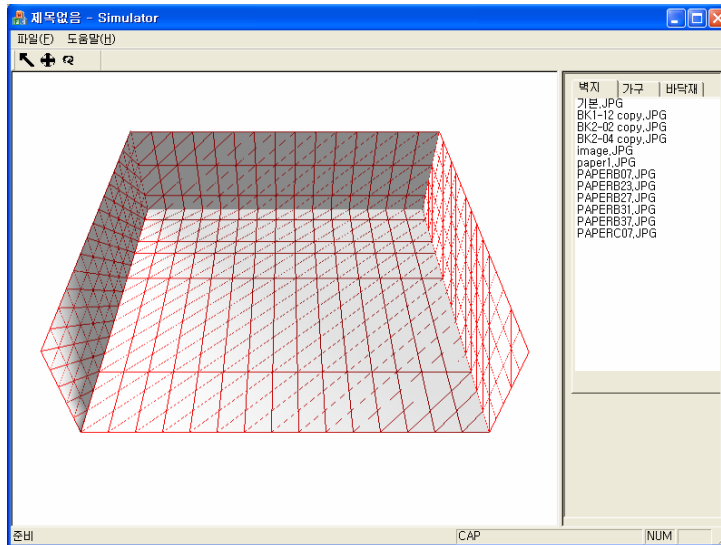 제목없음 - Simulator
파일(F) 도움말(H)
벽지 가구 바닥재
기본.JPG
BK1-12 copy.JPG
BK2-02 copy.JPG
BK2-04 copy.JPG
image.JPG
paper1.JPG
PAPERB07.JPG
PAPERB23.JPG
PAPERB27.JPG
PAPERB31.JPG
PAPERB37.JPG
PAPERC07.JPG
준비 CAP NUM